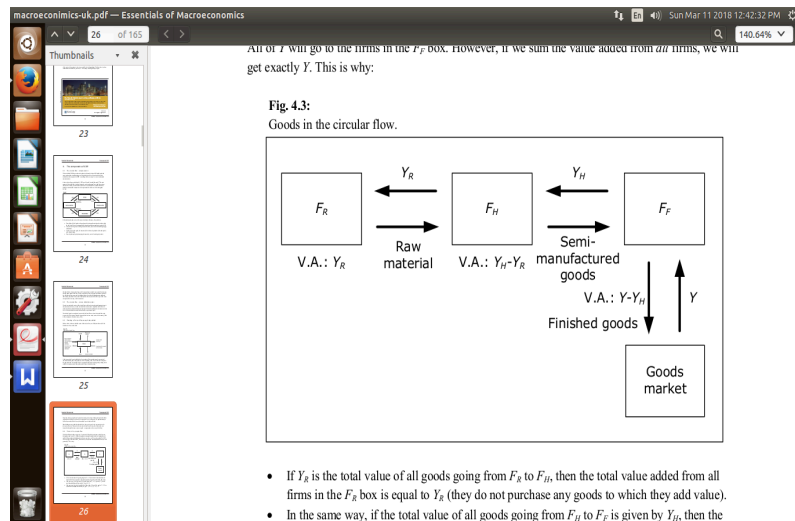 macroeconimics-uk.pdf — Essentials of Macroeconomics
En
Sun Mar 11 2018 12:42:32 PM
26 of 165
140.64%
Thumbnails
23
24
25
26
All of Y will go to the firms in the F_F box. However, if we sum the value added from all firms, we will
get exactly Y. This is why:
Fig. 4.3:
Goods in the circular flow.
Y_R
Y_H
F_R
F_H
F_F
Raw
material
Semi-
manufactured
goods
V.A.: Y_R
V.A.: Y_H-Y_R
V.A.: Y-Y_H
Y
Finished goods
Goods
market
• If Y_R is the total value of all goods going from F_R to F_H, then the total value added from all
firms in the F_R box is equal to Y_R (they do not purchase any goods to which they add value).
• In the same way, if the total value of all goods going from F_H to F_F is given by Y_H, then the